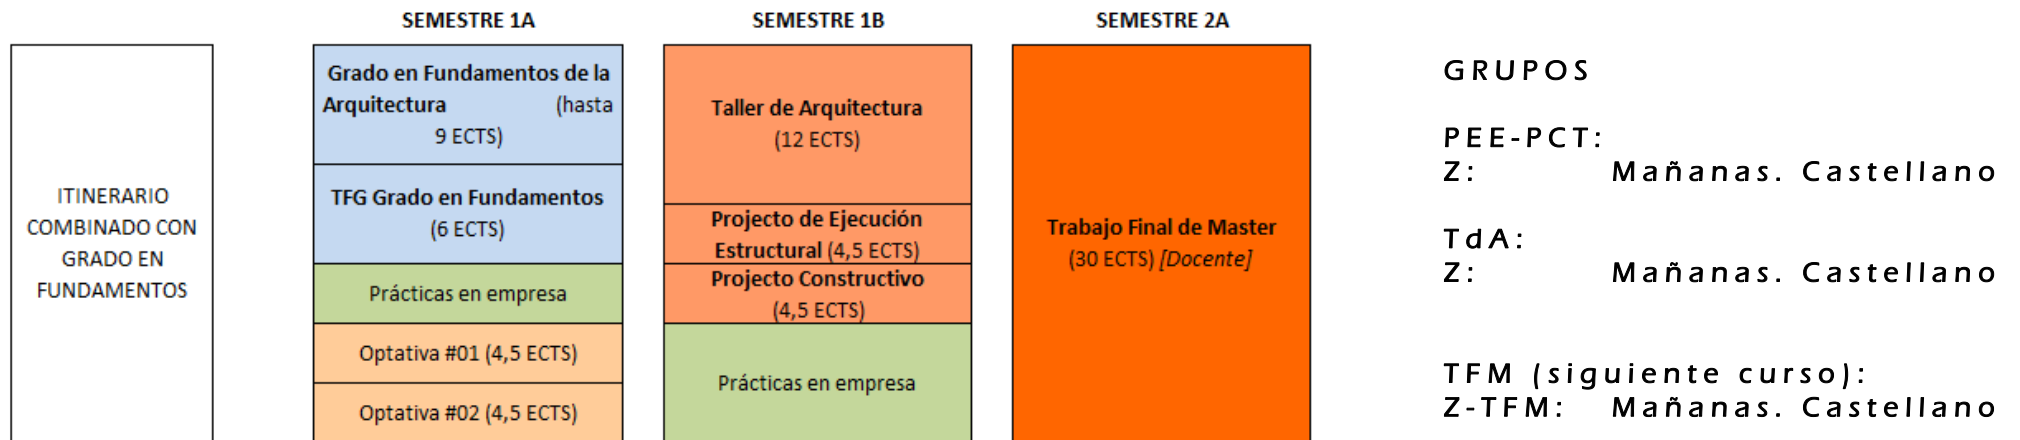 SEMESTRE 1A
SEMESTRE 1B
SEMESTRE 2A
ITINERARIO
COMBINADO CON
GRADO EN
FUNDAMENTOS
Grado en Fundamentos de la
Arquitectura (hasta
9 ECTS)
TFG Grado en Fundamentos
(6 ECTS)
Prácticas en empresa
Optativa #01 (4,5 ECTS)
Optativa #02 (4,5 ECTS)
Taller de Arquitectura
(12 ECTS)
Projecto de Ejecución
Estructural (4,5 ECTS)
Projecto Constructivo
(4,5 ECTS)
Prácticas en empresa
Trabajo Final de Master
(30 ECTS) [Docente]
GRUPOS
PEE-PCT:
Z: Mañanas. Castellano
TdA:
Z: Mañanas. Castellano
TFM (siguiente curso):
Z-TFM: Mañanas. Castellano